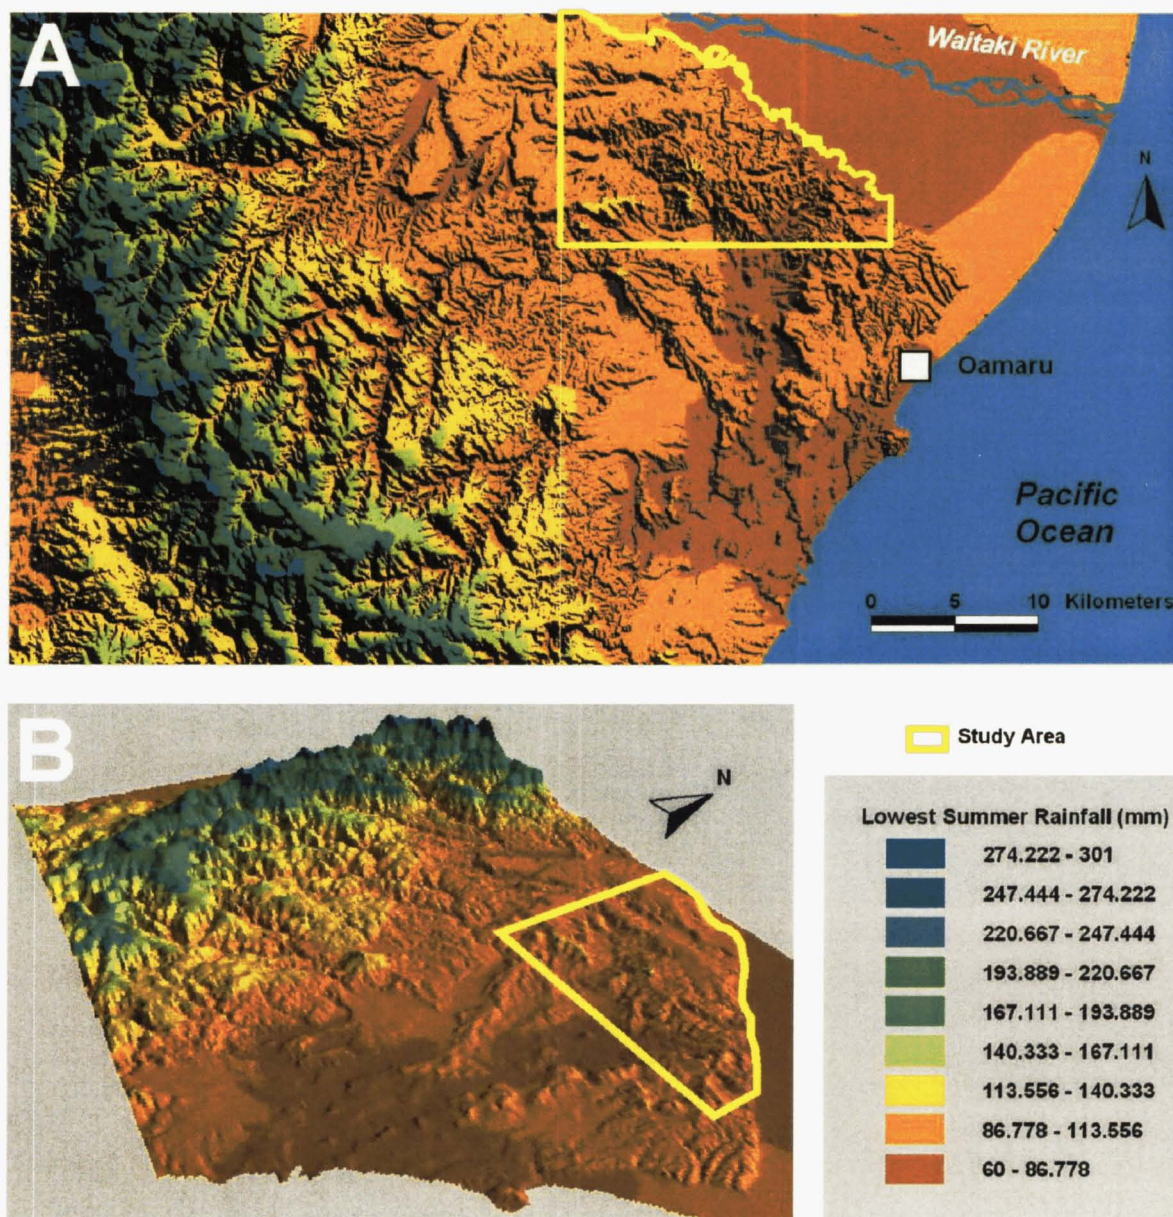 A
Waitaki River
N
Oamaru
Pacific
Ocean
0 5 10 Kilometers
B
N
Study Area
Lowest Summer Rainfall (mm)
274.222 - 301
247.444 - 274.222
220.667 - 247.444
193.889 - 220.667
167.111 - 193.889
140.333 - 167.111
113.556 - 140.333
86.778 - 113.556
60 - 86.778